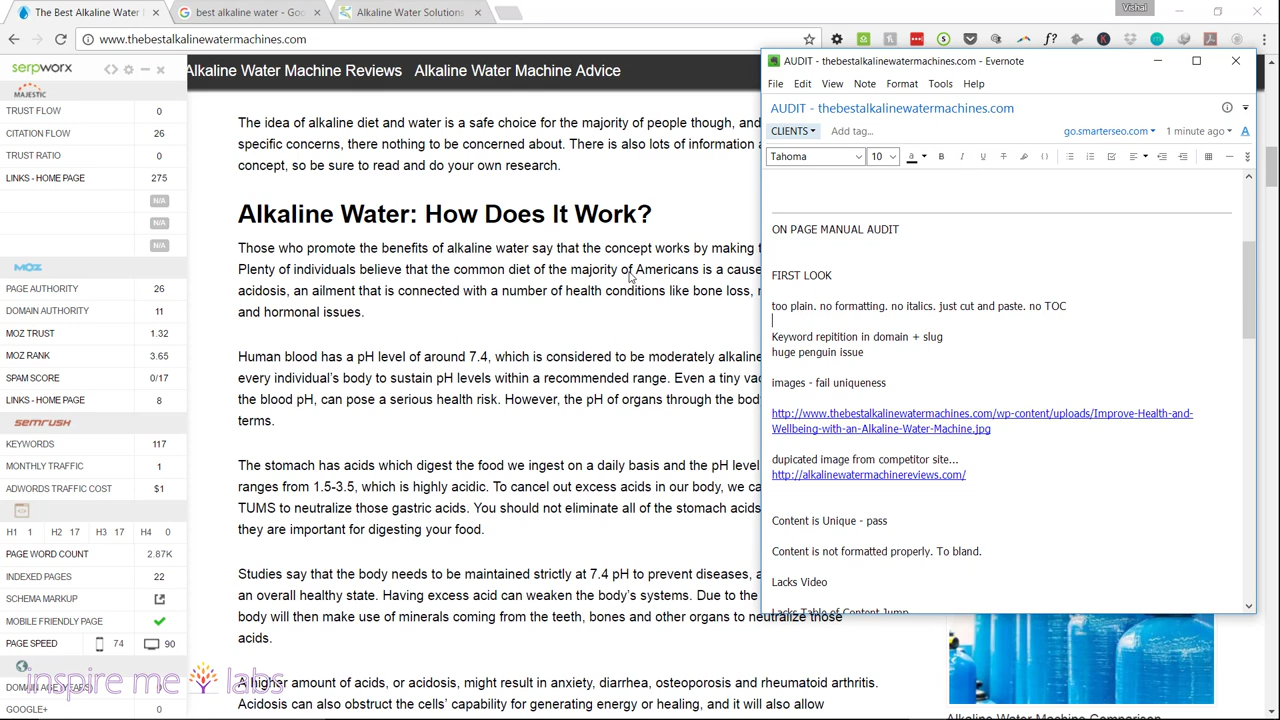 The Best Alkaline Water
best alkaline water - Goo
Alkaline Water Solutions
Vishal
www.thebestalkalinewatermachines.com
serpworx
MAJESTIC
TRUST FLOW 0
CITATION FLOW 26
TRUST RATIO 0
LINKS - HOME PAGE 275
N/A
N/A
N/A
MOZ
PAGE AUTHORITY 26
DOMAIN AUTHORITY 11
MOZ TRUST 1.32
MOZ RANK 3.65
SPAM SCORE 0/17
LINKS - HOME PAGE 8
SEMRUSH
KEYWORDS 117
MONTHLY TRAFFIC 1
ADWORDS TRAFFIC COST $1
H1 1 H2 17 H3 17 H4 0
PAGE WORD COUNT 2.87K
INDEXED PAGES 22
SCHEMA MARKUP
MOBILE FRIENDLY PAGE
PAGE SPEED 74 90
inspire me labs
DOMAIN AGE (YEARS)
GOOGLE+ 0
Alkaline Water Machine Reviews Alkaline Water Machine Advice
The idea of alkaline diet and water is a safe choice for the majority of people though, and
specific concerns, there nothing to be concerned about. There is also lots of information a
concept, so be sure to read and do your own research.
Alkaline Water: How Does It Work?
Those who promote the benefits of alkaline water say that the concept works by making t
Plenty of individuals believe that the common diet of the majority of Americans is a cause
acidosis, an ailment that is connected with a number of health conditions like bone loss,
and hormonal issues.
Human blood has a pH level of around 7.4, which is considered to be moderately alkaline
every individual's body to sustain pH levels within a recommended range. Even a tiny va
the blood pH, can pose a serious health risk. However, the pH of organs through the body
terms.
The stomach has acids which digest the food we ingest on a daily basis and the pH level
ranges from 1.5-3.5, which is highly acidic. To cancel out excess acids in our body, we ca
TUMS to neutralize those gastric acids. You should not eliminate all of the stomach acids
they are important for digesting your food.
Studies say that the body needs to be maintained strictly at 7.4 pH to prevent diseases, a
an overall healthy state. Having excess acid can weaken the body's systems. Due to the
body will then make use of minerals coming from the teeth, bones and other organs to neutralize those
acids.
A higher amount of acids, or acidosis, might result in anxiety, diarrhea, osteoporosis and rheumatoid arthritis.
Acidosis can also obstruct the cells' capability for generating energy or healing, and it will also allow
AUDIT - thebestalkalinewatermachines.com - Evernote
File Edit View Note Format Tools Help
AUDIT - thebestalkalinewatermachines.com
CLIENTS Add tag... go.smarterseo.com 1 minute ago
Tahoma 10
ON PAGE MANUAL AUDIT
FIRST LOOK
too plain. no formatting. no italics. just cut and paste. no TOC
Keyword repitition in domain + slug
huge penguin issue
images - fail uniqueness
http://www.thebestalkalinewatermachines.com/wp-content/uploads/Improve-Health-and-
Wellbeing-with-an-Alkaline-Water-Machine.jpg
dupicated image from competitor site...
http://alkalinewatermachinereviews.com/
Content is Unique - pass
Content is not formatted properly. To bland.
Lacks Video
Lacks Table of Content Jump
Alkaline Water Machine Comparison